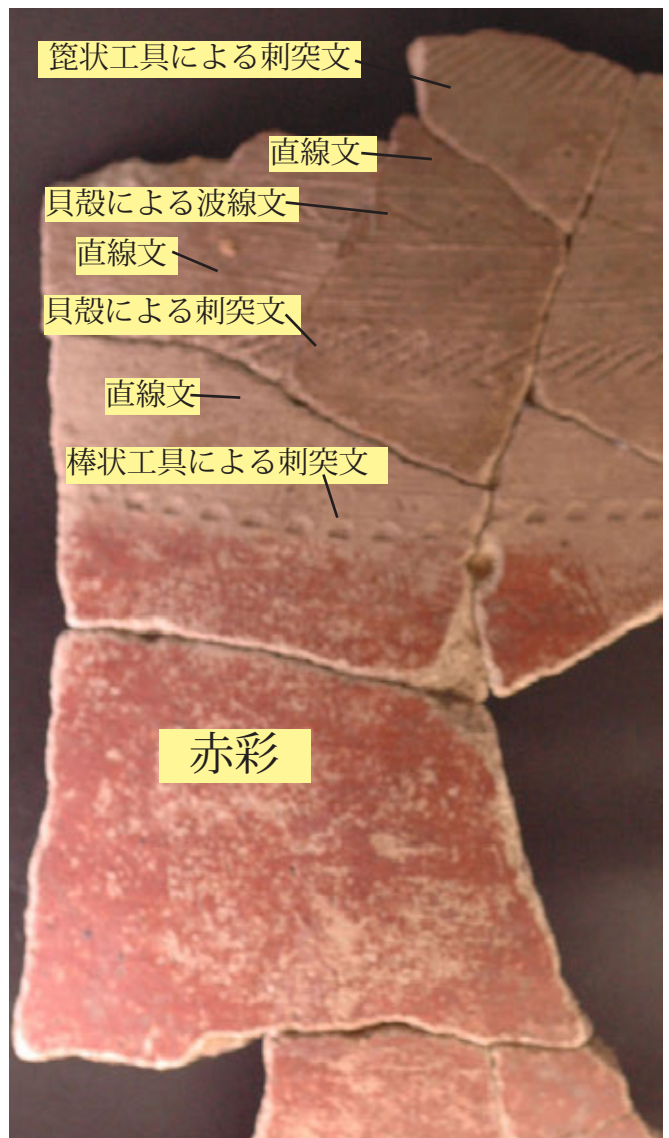 箆状工具による刺突文
直線文
貝殻による波線文
直線文
貝殻による刺突文
直線文
棒状工具による刺突文
赤彩